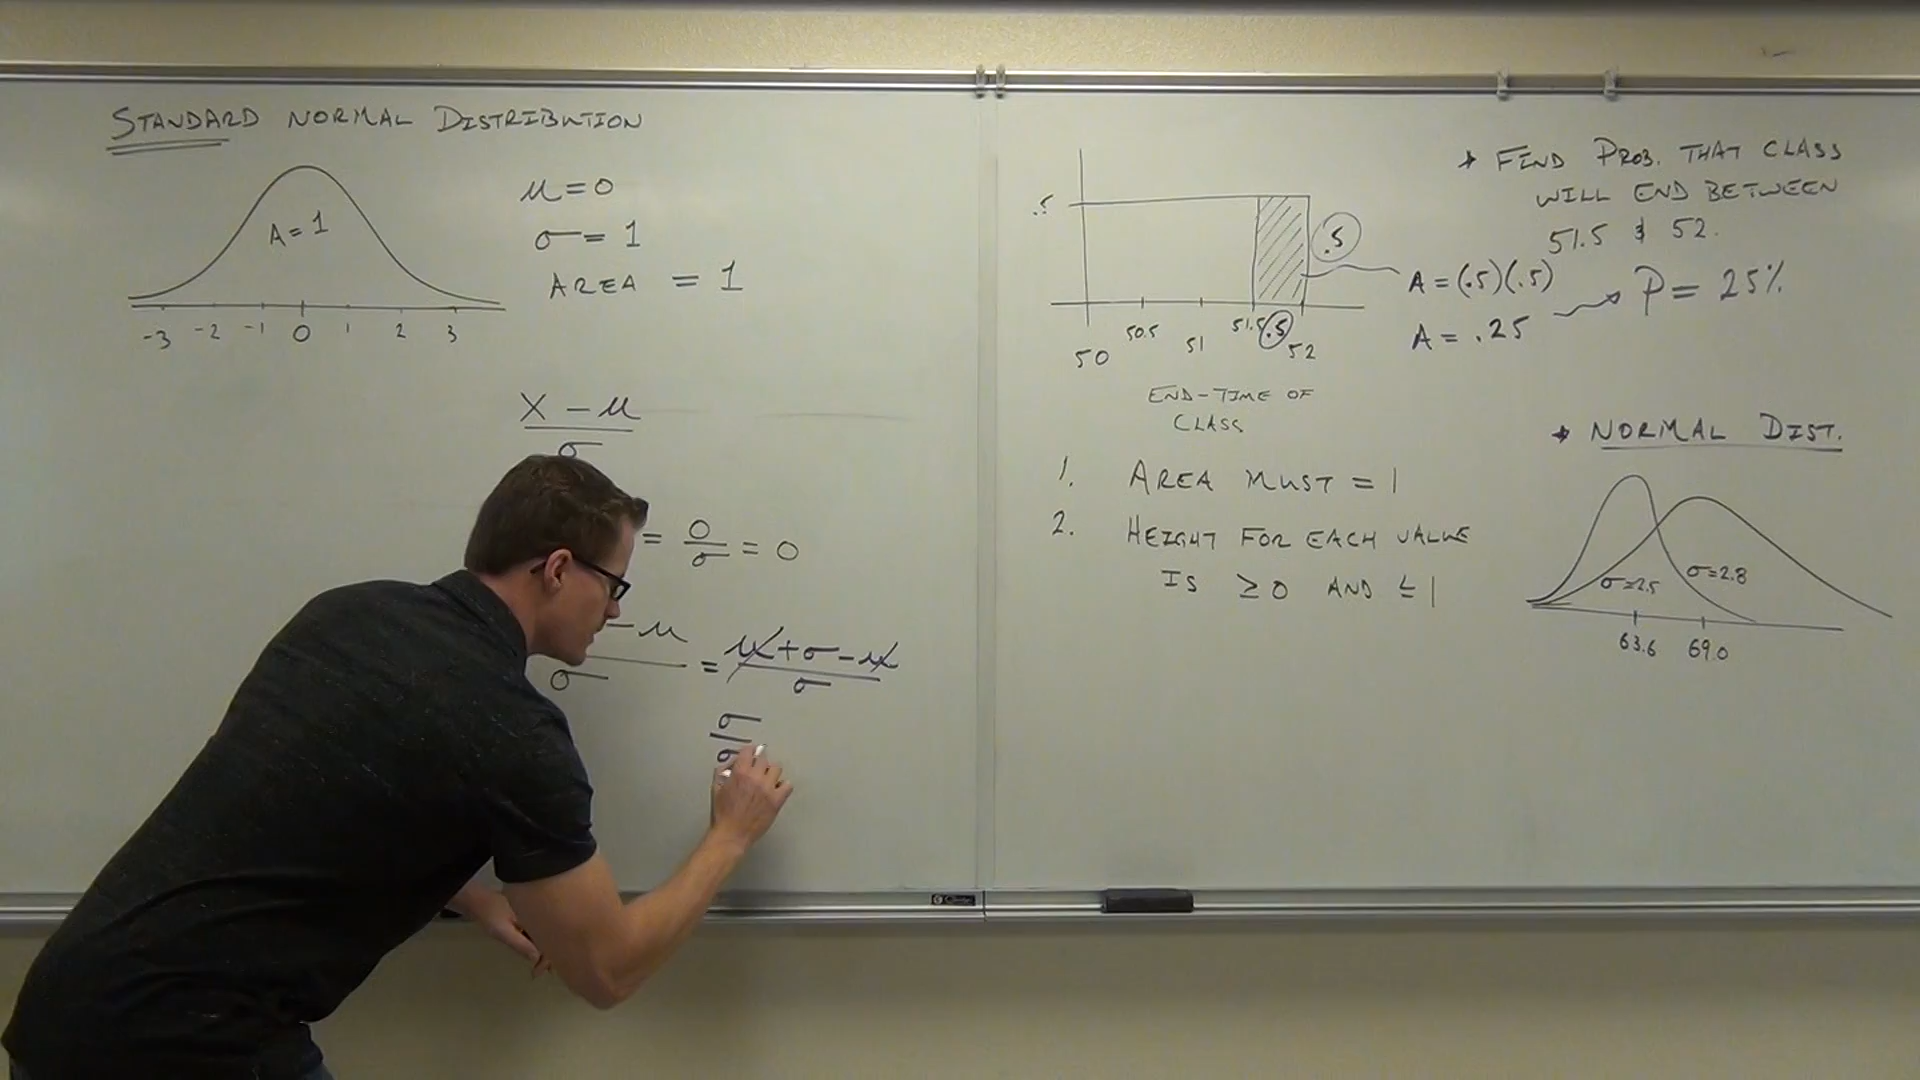 STANDARD NORMAL DISTRIBUTION
A = 1
-3 -2 -1 0 1 2 3
μ = 0
σ = 1
AREA = 1
X - μ
σ
= 0/σ = 0
- μ
σ
= μ + σ - μ
σ
σ
σ
.5
50 50.5 51 51.5 .5 52
.5
END-TIME OF
CLASS
* FIND PROB. THAT CLASS
WILL END BETWEEN
51.5 & 52.
A = (.5)(.5)
A = .25
P = 25%
1. AREA MUST = 1
2. HEIGHT FOR EACH VALUE
IS ≥ 0 AND ≤ 1
* NORMAL DIST.
σ=2.5 σ=2.8
63.6 69.0